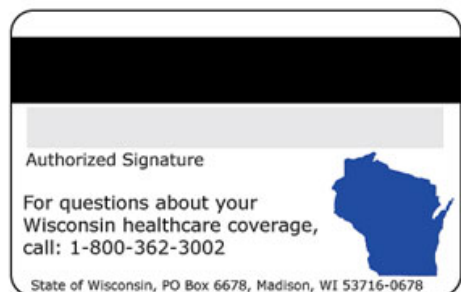 Authorized Signature
For questions about your
Wisconsin healthcare coverage,
call: 1-800-362-3002
State of Wisconsin, PO Box 6678, Madison, WI 53716-0678